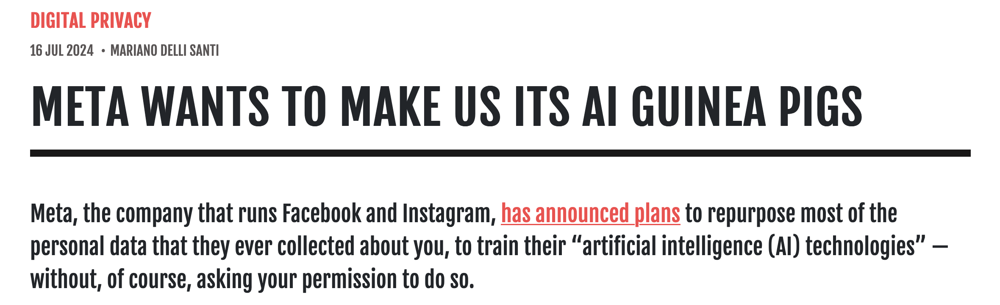 DIGITAL PRIVACY
16 JUL 2024 • MARIANO DELLI SANTI
META WANTS TO MAKE US ITS AI GUINEA PIGS
Meta, the company that runs Facebook and Instagram, has announced plans to repurpose most of the
personal data that they ever collected about you, to train their “artificial intelligence (AI) technologies” —
without, of course, asking your permission to do so.